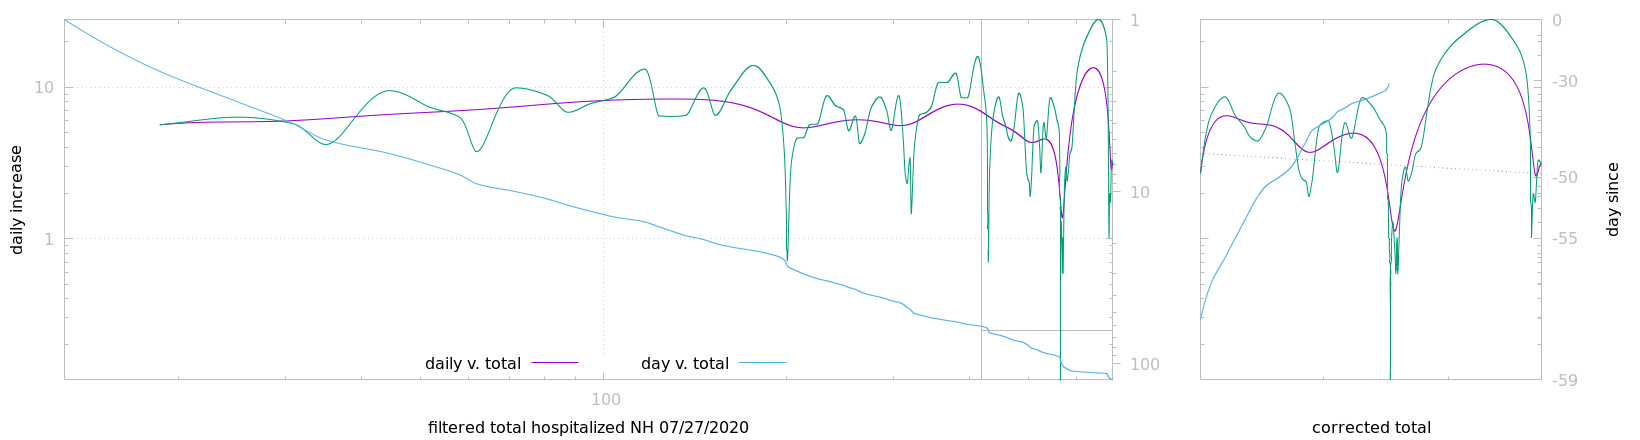 daily increase
10
1
daily v. total
day v. total
100
filtered total hospitalized NH 07/27/2020
1
10
100
0
-30
-50
-55
-59
day since
corrected total